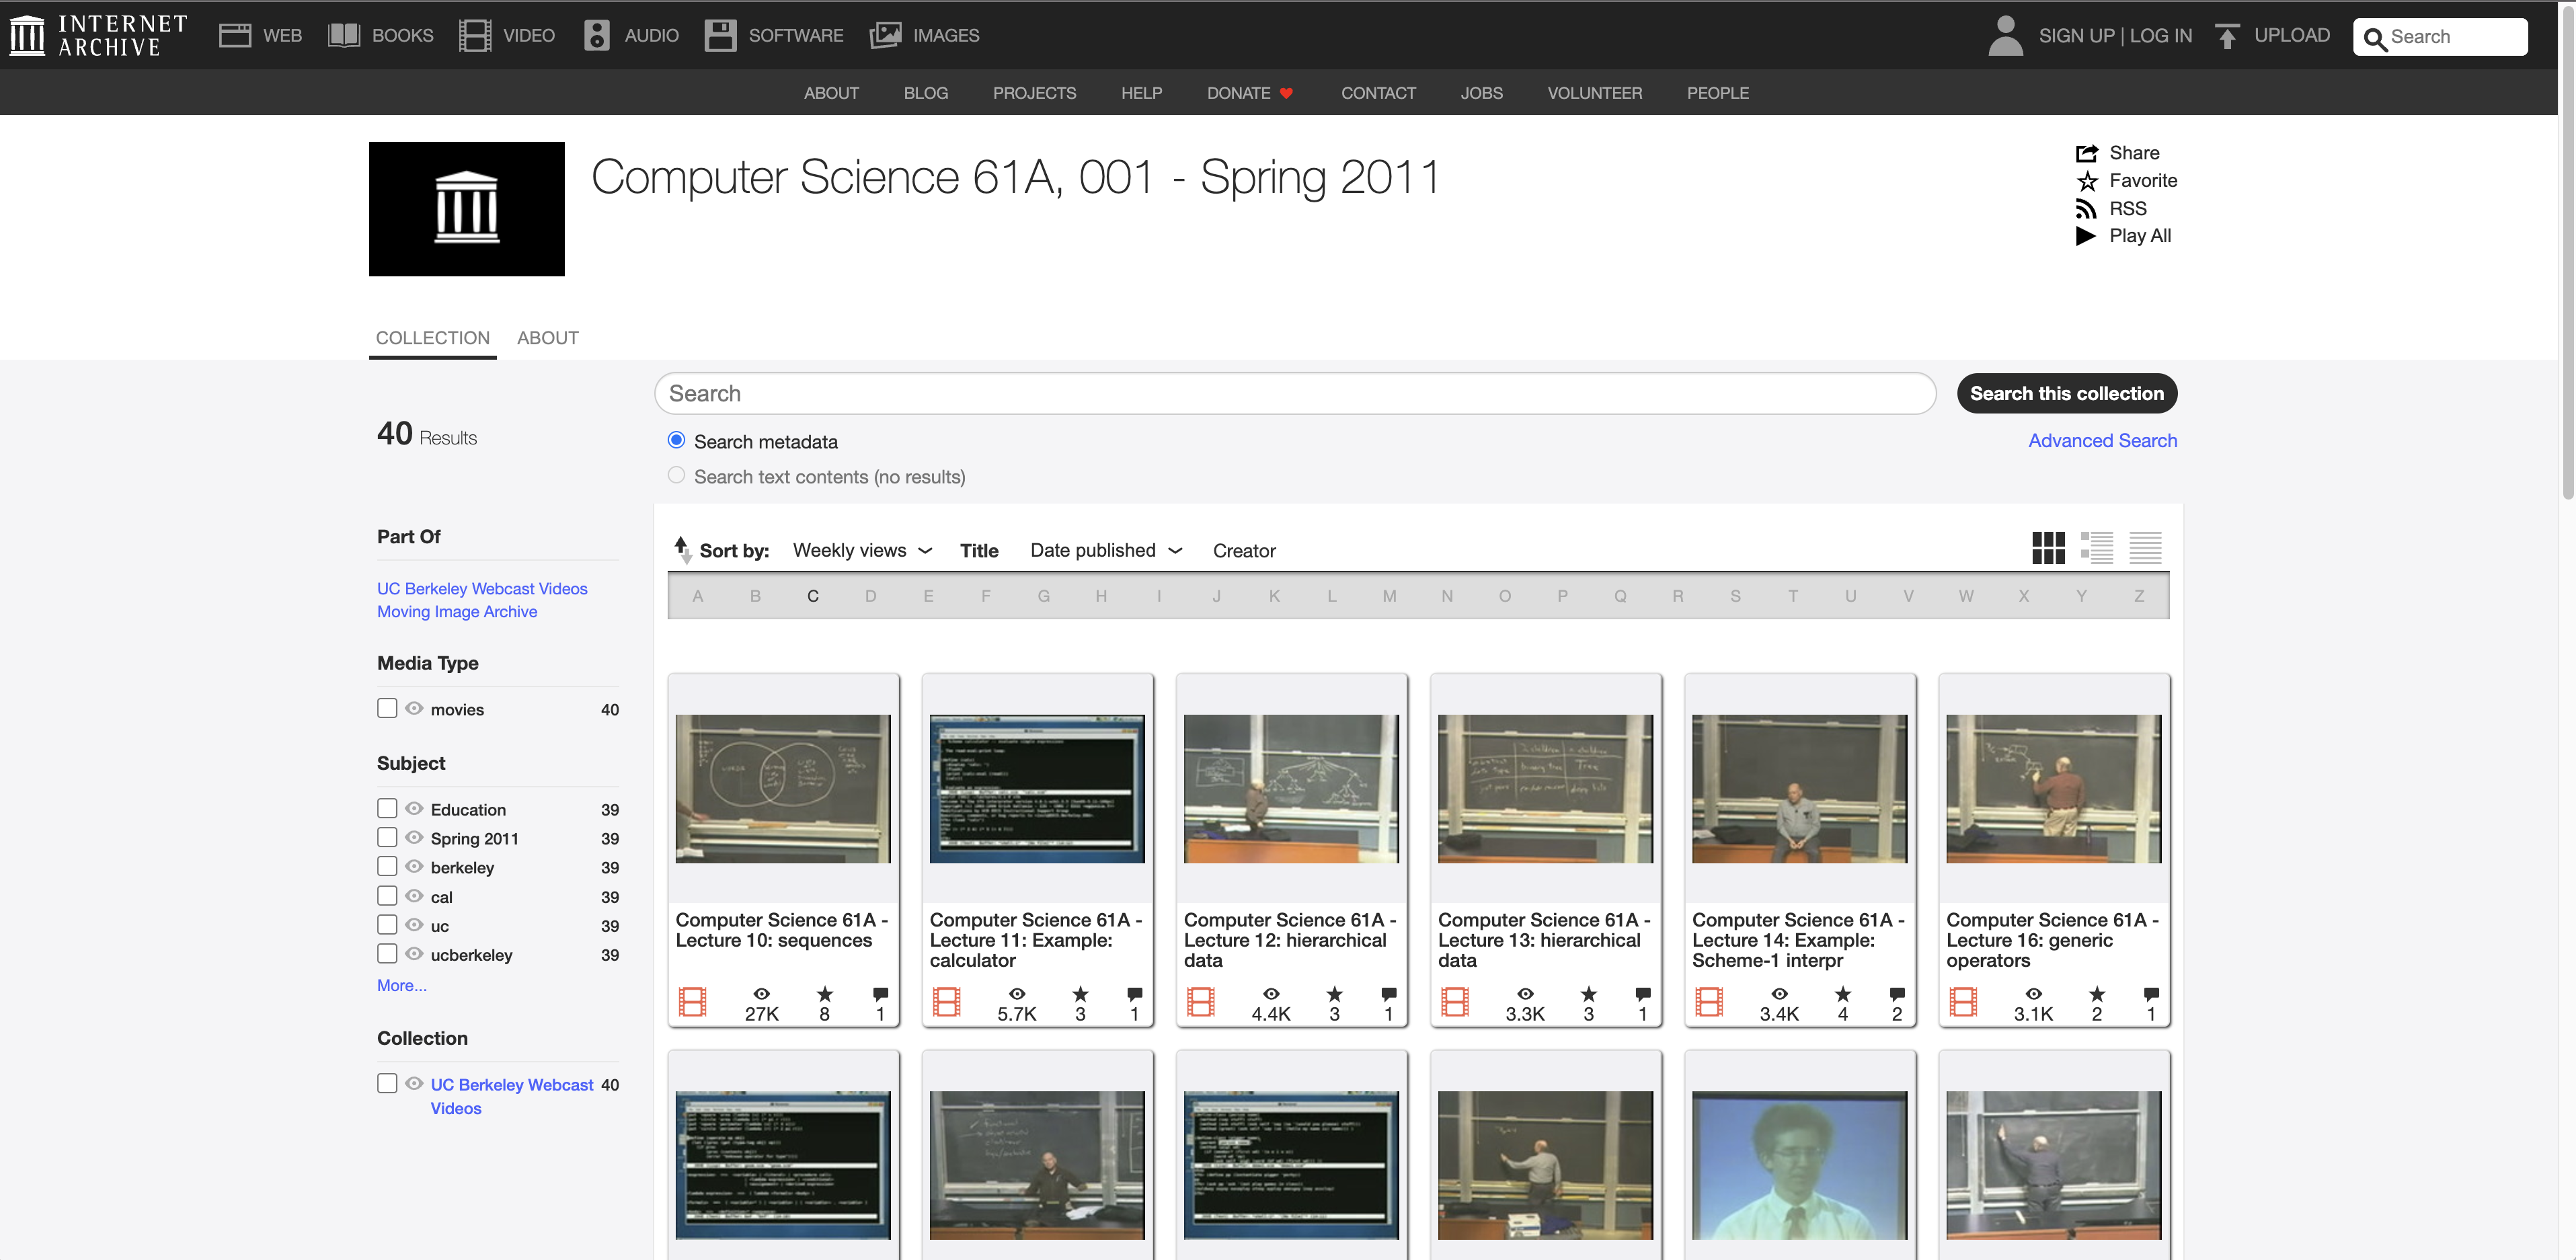 INTERNET ARCHIVE
WEB BOOKS VIDEO AUDIO SOFTWARE IMAGES
SIGN UP | LOG IN UPLOAD Search
ABOUT BLOG PROJECTS HELP DONATE CONTACT JOBS VOLUNTEER PEOPLE
Computer Science 61A, 001 - Spring 2011
Share
Favorite
RSS
Play All
COLLECTION ABOUT
Search
Search this collection
40 Results
Search metadata
Advanced Search
Search text contents (no results)
Part Of
UC Berkeley Webcast Videos
Moving Image Archive
Media Type
movies 40
Subject
Education 39
Spring 2011 39
berkeley 39
cal 39
uc 39
ucberkeley 39
More...
Collection
UC Berkeley Webcast 40
Videos
Sort by: Weekly views Title Date published Creator
A B C D E F G H I J K L M N O P Q R S T U V W X Y Z
Computer Science 61A -
Lecture 10: sequences
27K 8 1
Computer Science 61A -
Lecture 11: Example:
calculator
5.7K 3 1
Computer Science 61A -
Lecture 12: hierarchical
data
4.4K 3 1
Computer Science 61A -
Lecture 13: hierarchical
data
3.3K 3 1
Computer Science 61A -
Lecture 14: Example:
Scheme-1 interpr
3.4K 4 2
Computer Science 61A -
Lecture 16: generic
operators
3.1K 2 1